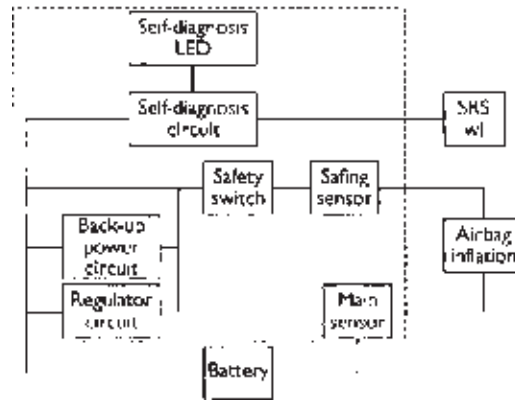 Self-diagnosis
LED
Self-diagnosis
circuit
SRS
wl
Safety
switch
Safing
sensor
Back-up
power
circuit
Airbag
inflation
Regulator
circuit
Main
sensor
Battery